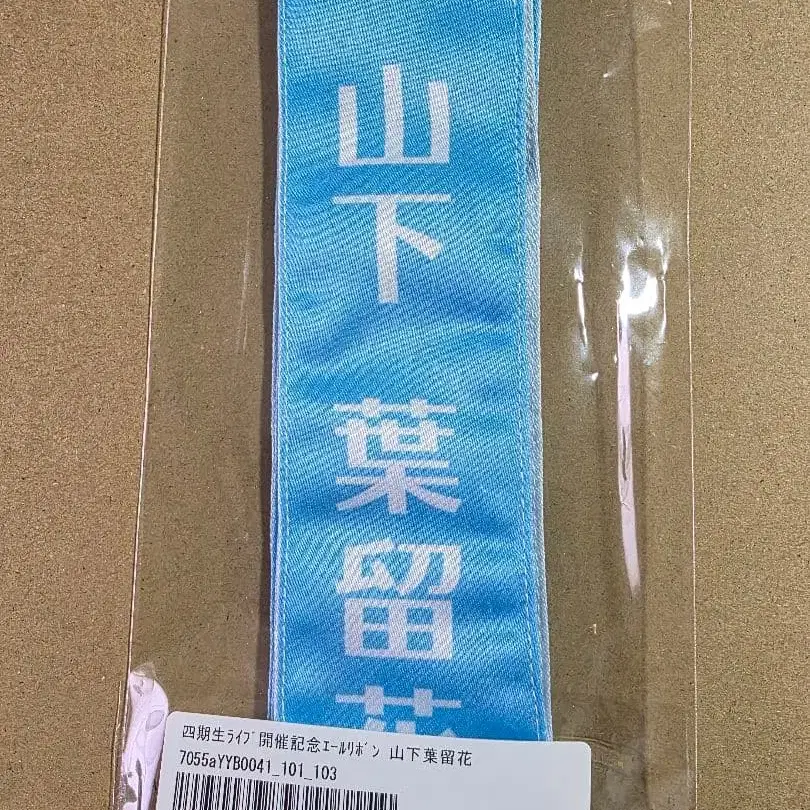 山下 葉留花
四期生ﾗｲﾌﾞ開催記念ｴｰﾙﾘﾎﾞﾝ 山下葉留花
7055aYYB0041_101_103